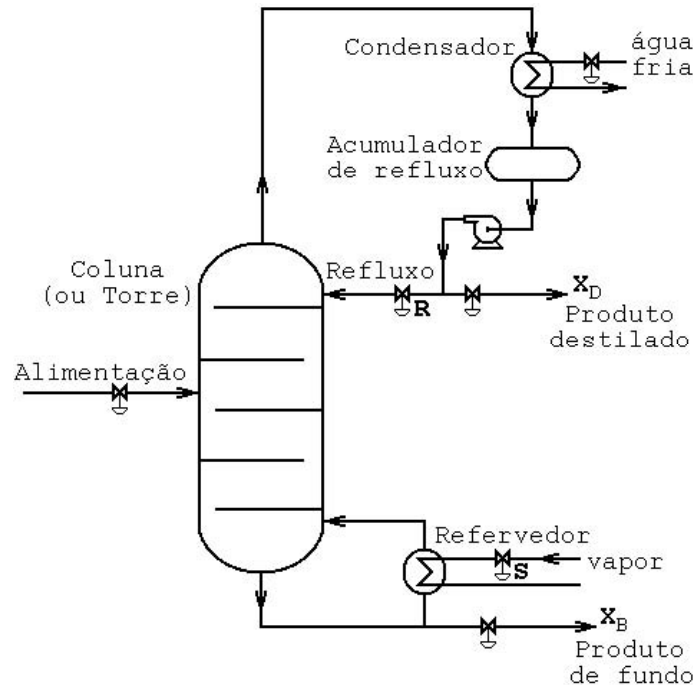 Condensador
água
fria
Acumulador
de refluxo
Coluna
(ou Torre)
Refluxo
R
X_D
Produto
destilado
Alimentação
Refervedor
S
vapor
X_B
Produto
de fundo